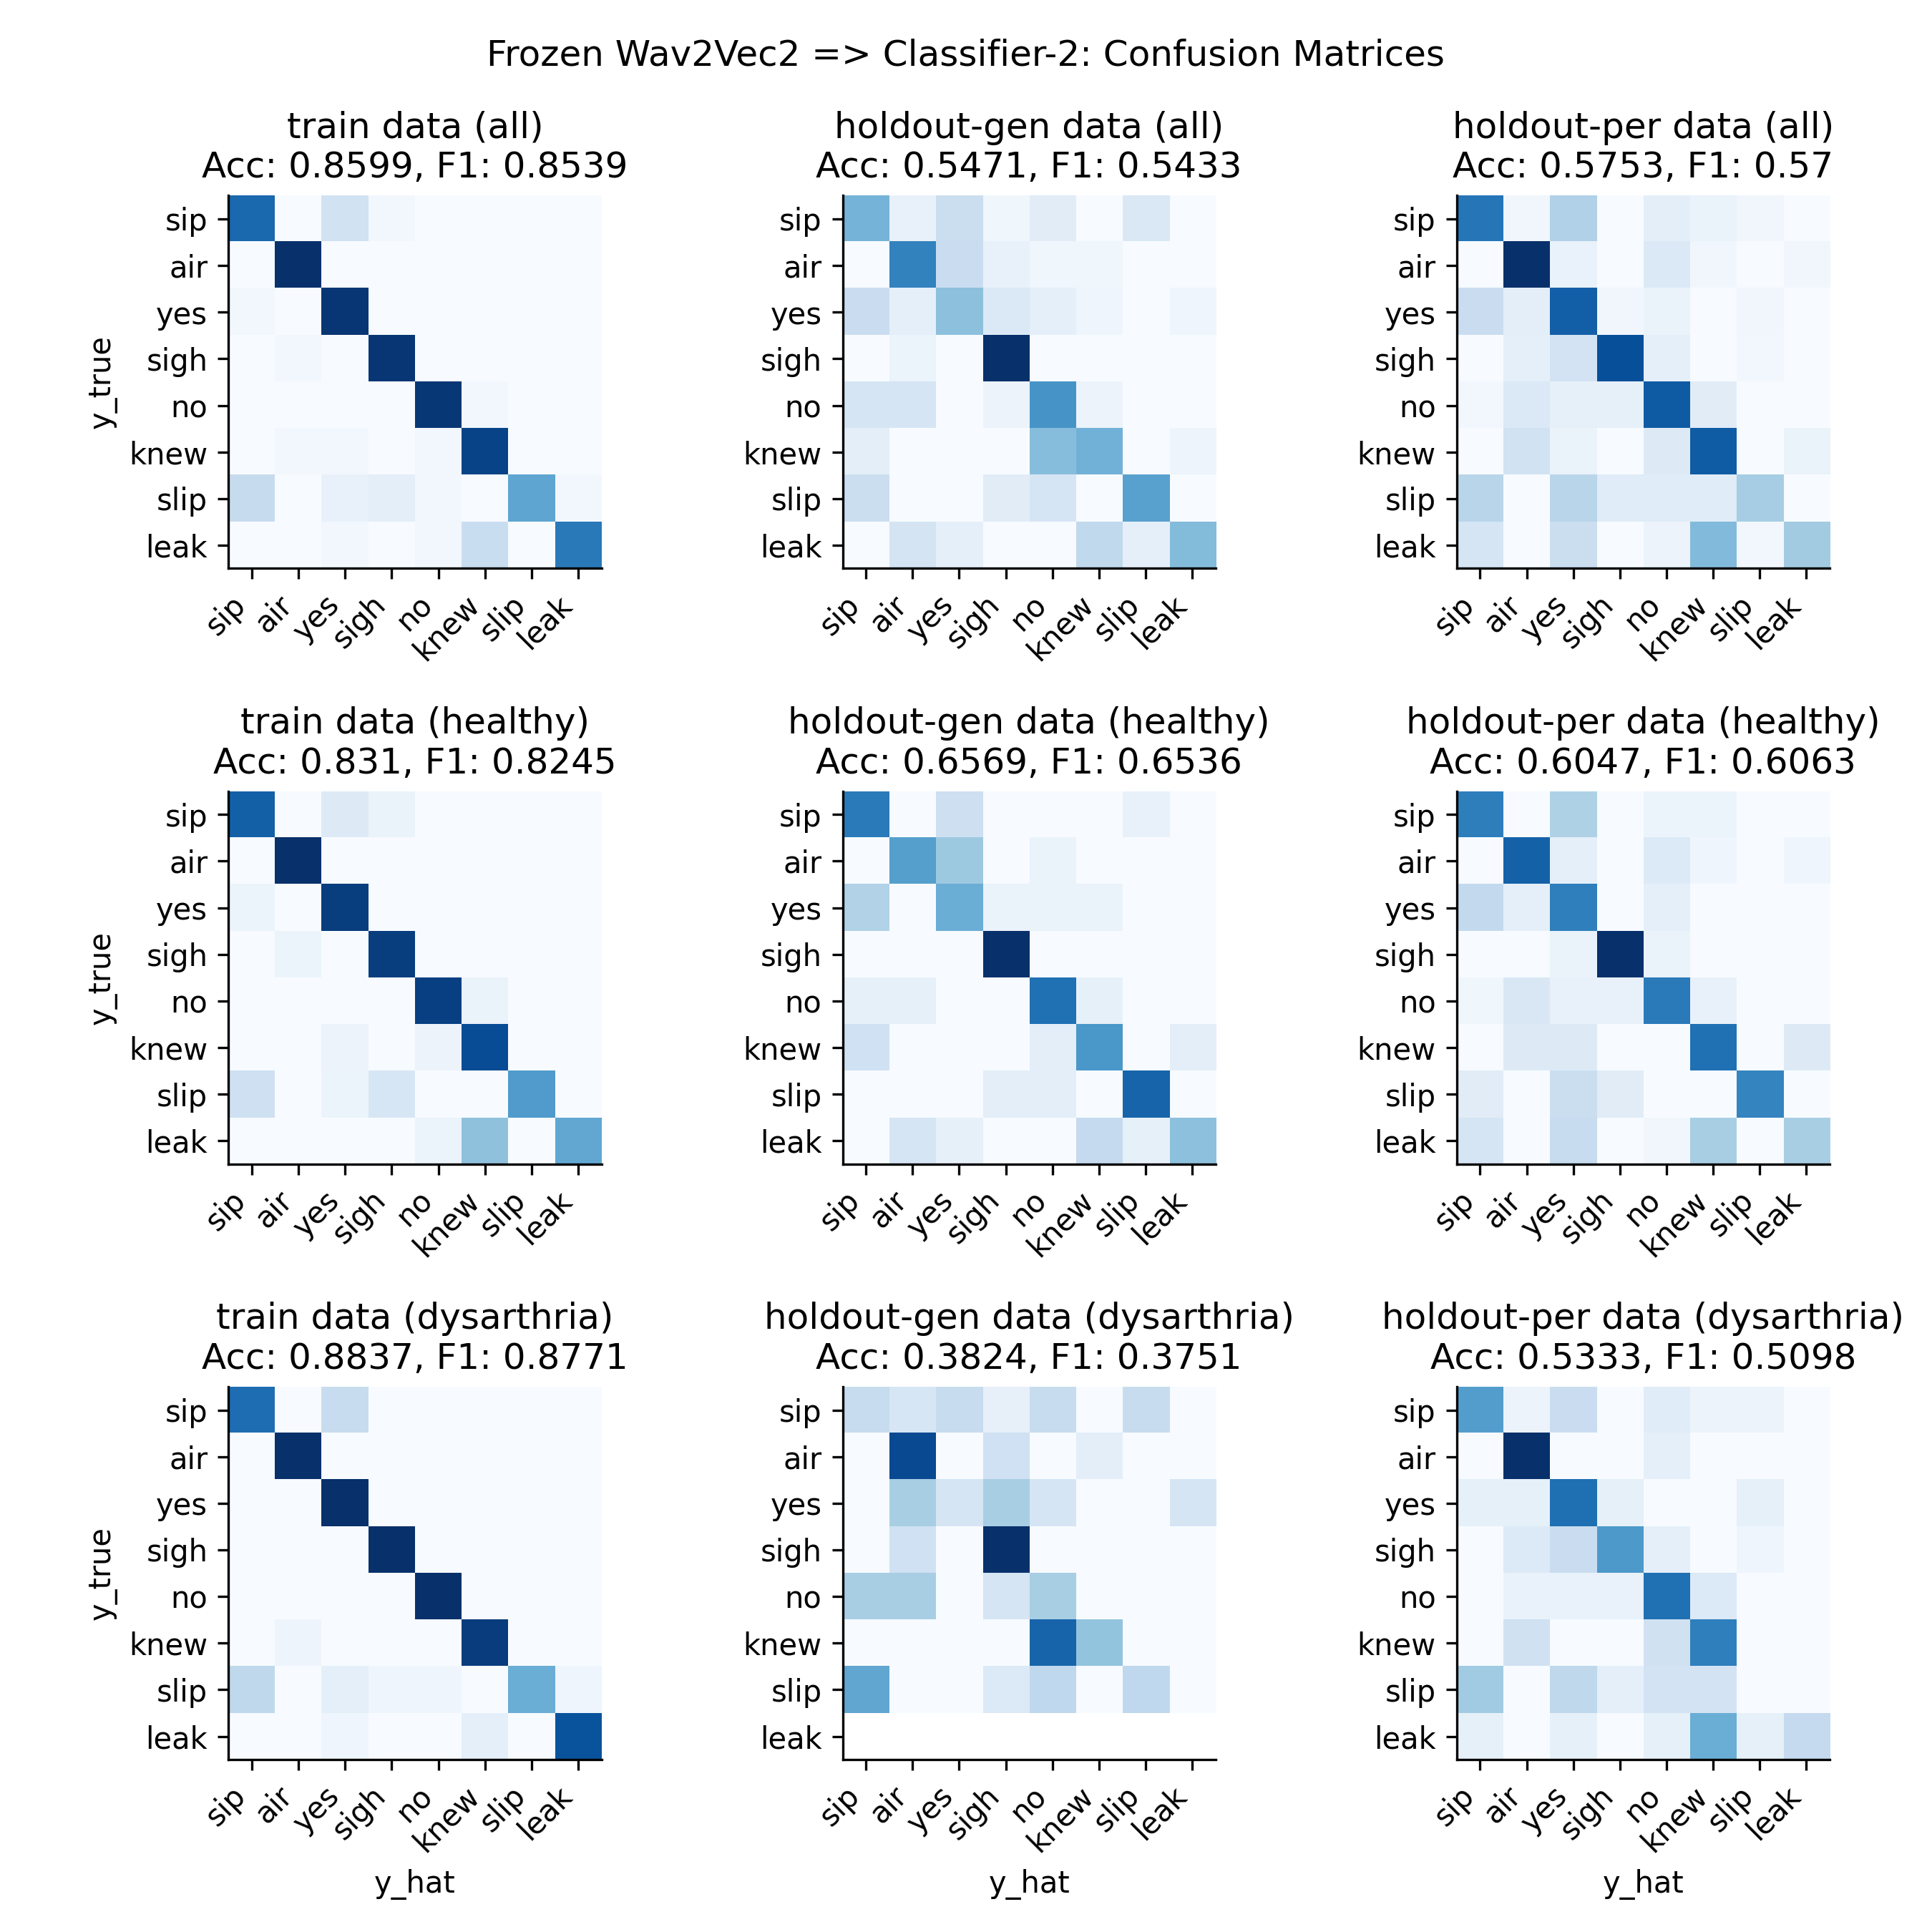 Frozen Wav2Vec2 => Classifier-2: Confusion Matrices
train data (all)
Acc: 0.8599, F1: 0.8539
holdout-gen data (all)
Acc: 0.5471, F1: 0.5433
holdout-per data (all)
Acc: 0.5753, F1: 0.57
y_true
sip
air
yes
sigh
no
knew
slip
leak
sip air yes sigh no knew slip leak
sip
air
yes
sigh
no
knew
slip
leak
sip air yes sigh no knew slip leak
sip
air
yes
sigh
no
knew
slip
leak
sip air yes sigh no knew slip leak
train data (healthy)
Acc: 0.831, F1: 0.8245
holdout-gen data (healthy)
Acc: 0.6569, F1: 0.6536
holdout-per data (healthy)
Acc: 0.6047, F1: 0.6063
y_true
sip
air
yes
sigh
no
knew
slip
leak
sip air yes sigh no knew slip leak
sip
air
yes
sigh
no
knew
slip
leak
sip air yes sigh no knew slip leak
sip
air
yes
sigh
no
knew
slip
leak
sip air yes sigh no knew slip leak
train data (dysarthria)
Acc: 0.8837, F1: 0.8771
holdout-gen data (dysarthria)
Acc: 0.3824, F1: 0.3751
holdout-per data (dysarthria)
Acc: 0.5333, F1: 0.5098
y_true
sip
air
yes
sigh
no
knew
slip
leak
sip air yes sigh no knew slip leak
y_hat
sip
air
yes
sigh
no
knew
slip
leak
sip air yes sigh no knew slip leak
y_hat
sip
air
yes
sigh
no
knew
slip
leak
sip air yes sigh no knew slip leak
y_hat